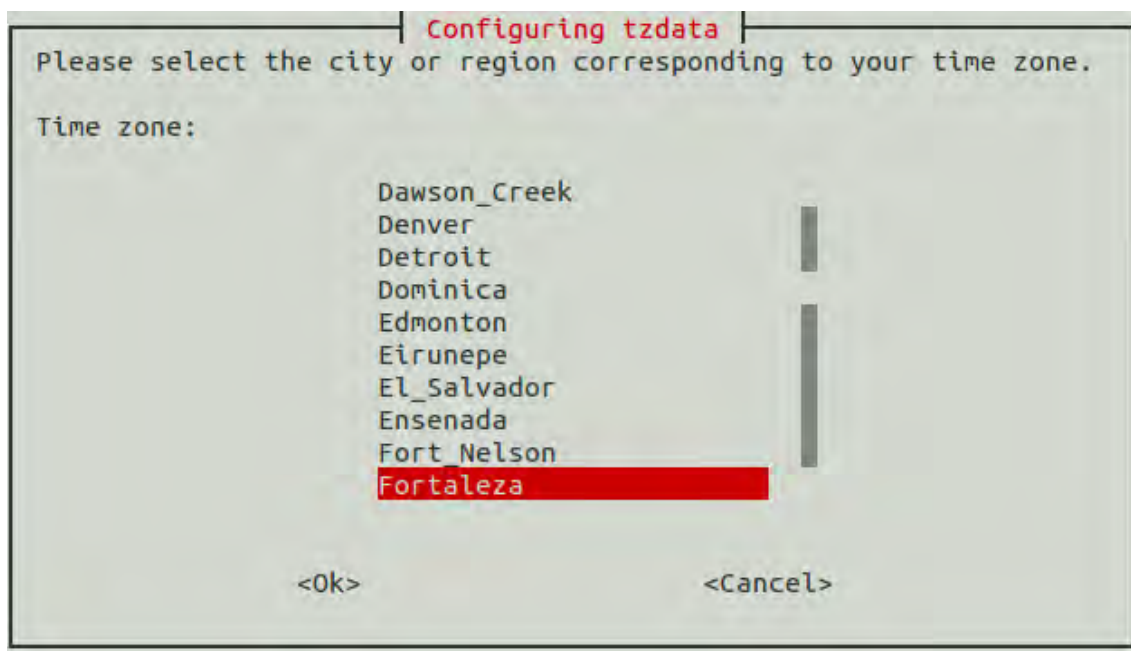 Configuring tzdata
Please select the city or region corresponding to your time zone.
Time zone:
Dawson_Creek
Denver
Detroit
Dominica
Edmonton
Eirunepe
El_Salvador
Ensenada
Fort_Nelson
Fortaleza
<Ok> <Cancel>